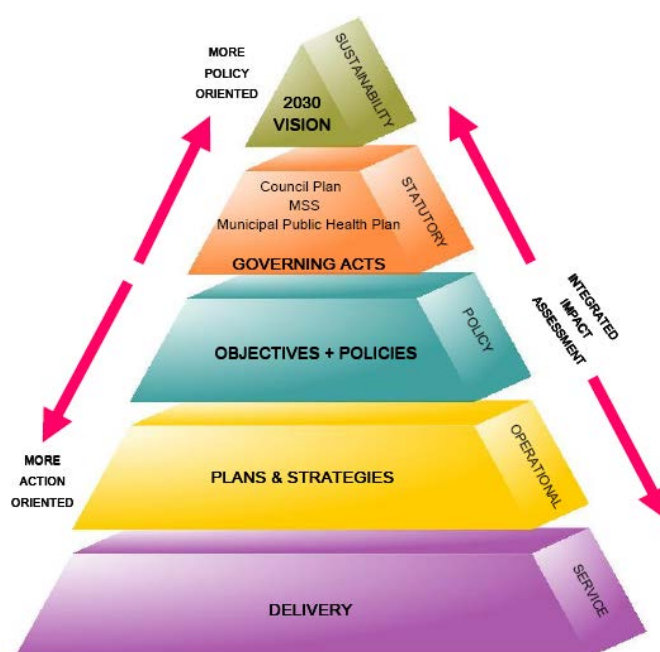 MORE
POLICY
ORIENTED
2030
VISION
SUSTAINABILITY
Council Plan
MSS
Municipal Public Health Plan
GOVERNING ACTS
STATUTORY
OBJECTIVES + POLICIES
POLICY
INTEGRATED
IMPACT
ASSESSMENT
MORE
ACTION
ORIENTED
PLANS & STRATEGIES
OPERATIONAL
DELIVERY
SERVICE